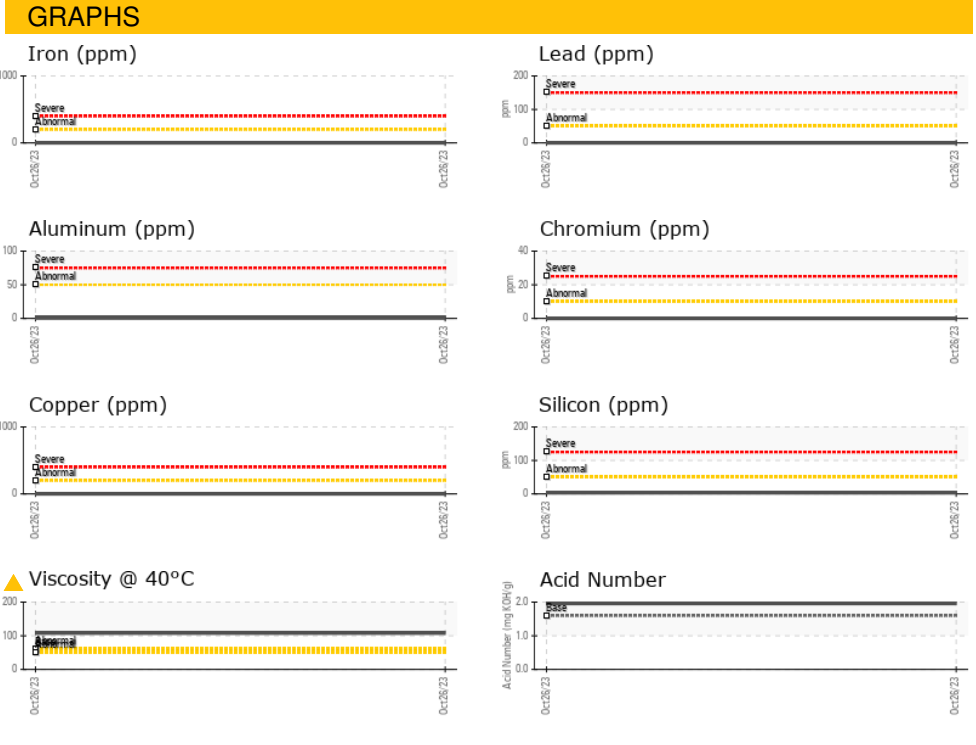 GRAPHS
Iron (ppm)
1000
Severe
Abnormal
0
Oct26/23
Oct26/23
Lead (ppm)
200
Severe
ppm
100
Abnormal
0
Oct26/23
Oct26/23
Aluminum (ppm)
100
Severe
Abnormal
50
0
Oct26/23
Oct26/23
Chromium (ppm)
40
Severe
ppm
20
Abnormal
0
Oct26/23
Oct26/23
Copper (ppm)
1000
Severe
Abnormal
0
Oct26/23
Oct26/23
Silicon (ppm)
200
Severe
ppm
100
Abnormal
0
Oct26/23
Oct26/23
Viscosity @ 40°C
200
100
Abnormal
Abnormal
0
Oct26/23
Oct26/23
Acid Number
Acid Number (mg KOH/g)
2.0
Base
1.0
0.0
Oct26/23
Oct26/23